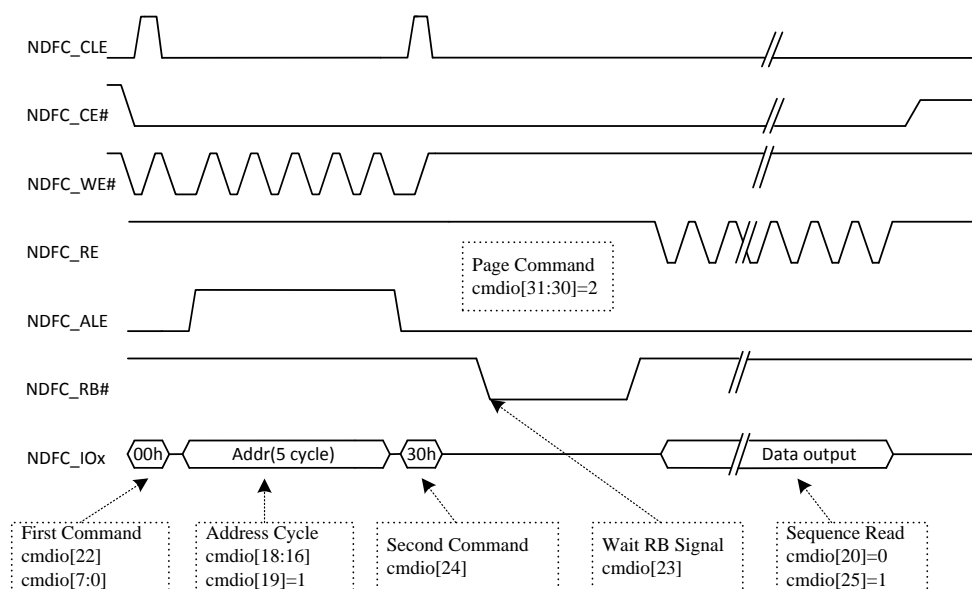 NDFC_CLE
NDFC_CE#
NDFC_WE#
NDFC_RE
Page Command
cmdio[31:30]=2
NDFC_ALE
NDFC_RB#
NDFC_IOx
00h
Addr(5 cycle)
30h
Data output
First Command
cmdio[22]
cmdio[7:0]
Address Cycle
cmdio[18:16]
cmdio[19]=1
Second Command
cmdio[24]
Wait RB Signal
cmdio[23]
Sequence Read
cmdio[20]=0
cmdio[25]=1